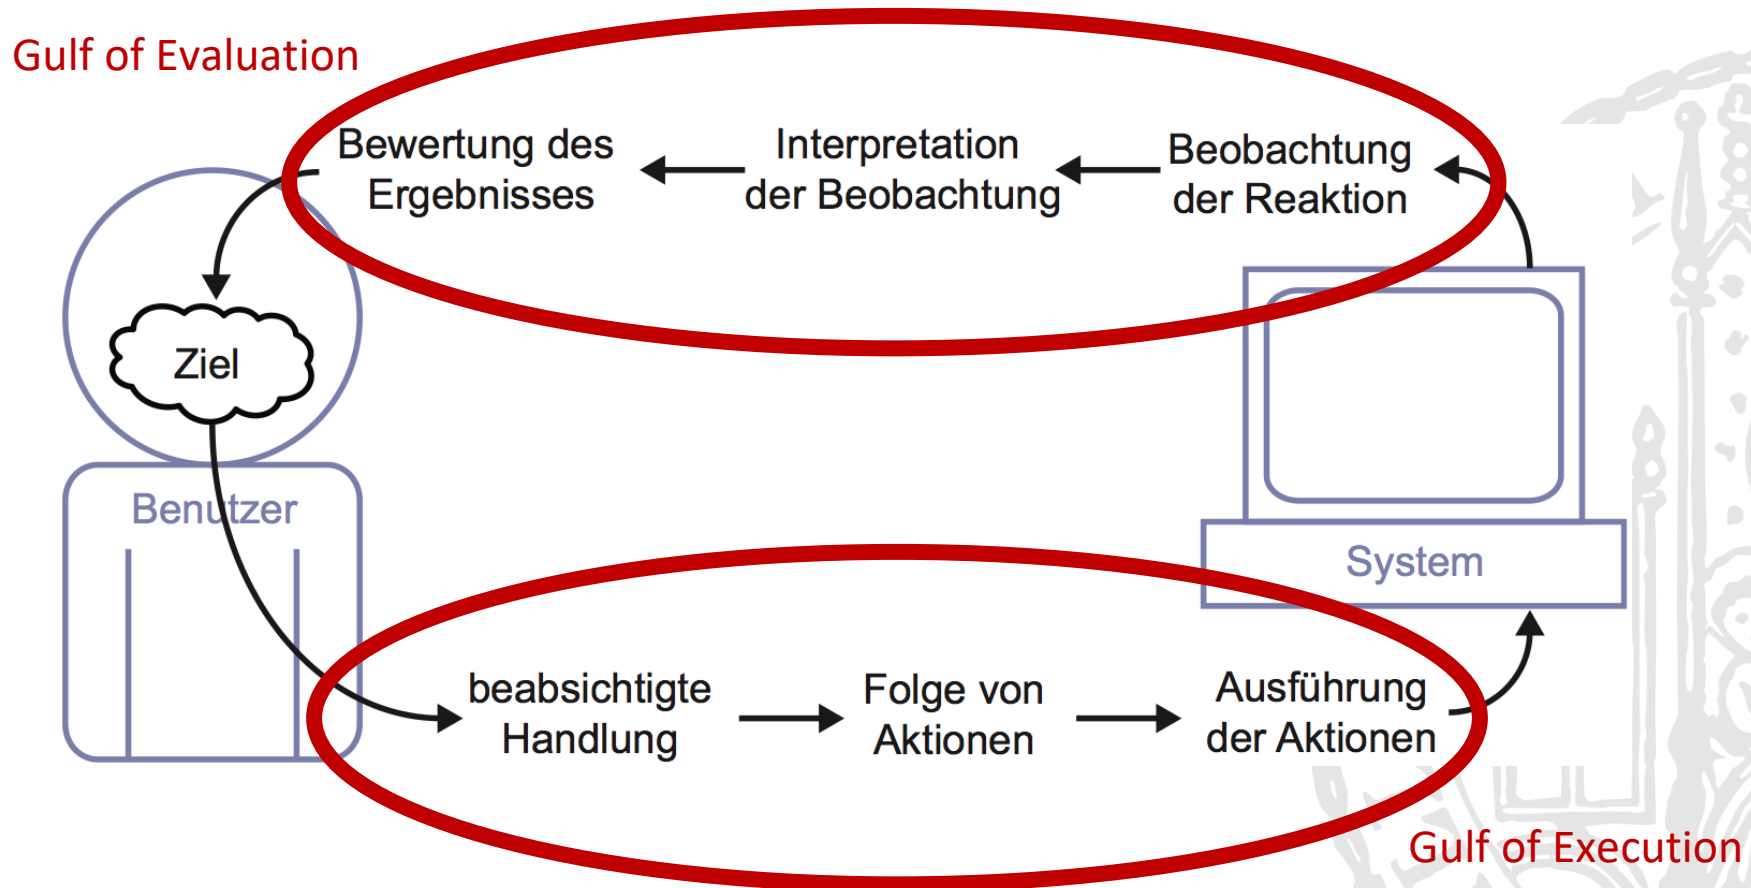 Gulf of Evaluation
Bewertung des
Ergebnisses
Interpretation
der Beobachtung
Beobachtung
der Reaktion
Ziel
Benutzer
System
beabsichtigte
Handlung
Folge von
Aktionen
Ausführung
der Aktionen
Gulf of Execution